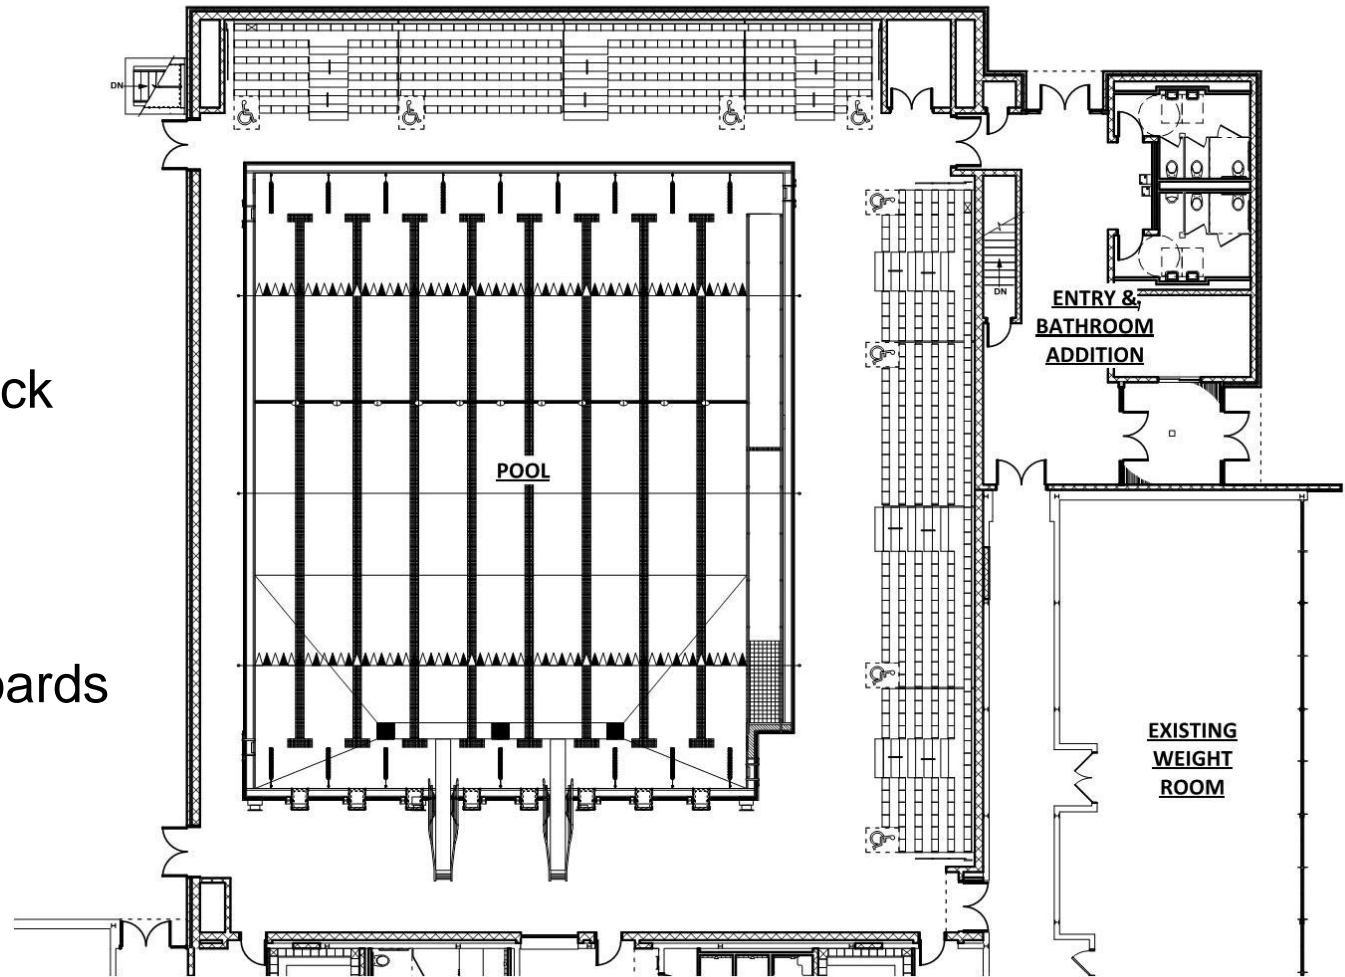 DN
ENTRY &
BATHROOM
ADDITION
DN
ck
POOL
oards
EXISTING
WEIGHT
ROOM